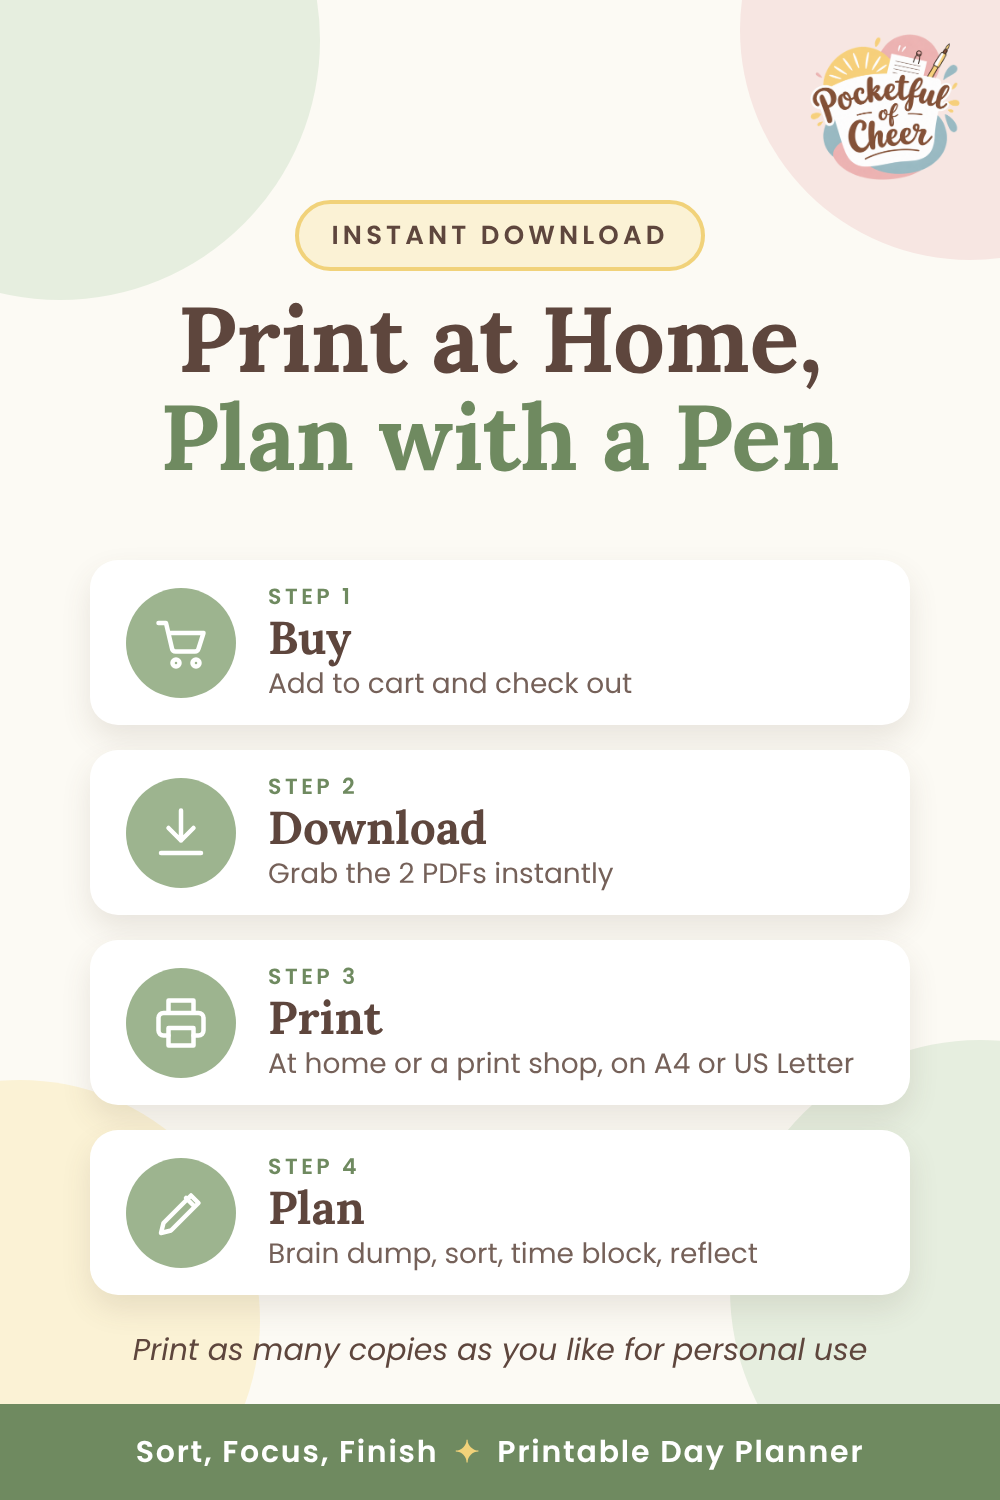 Pocketful
of
Cheer
INSTANT DOWNLOAD
Print at Home,
Plan with a Pen
STEP 1
Buy
Add to cart and check out
STEP 2
Download
Grab the 2 PDFs instantly
STEP 3
Print
At home or a print shop, on A4 or US Letter
STEP 4
Plan
Brain dump, sort, time block, reflect
Print as many copies as you like for personal use
Sort, Focus, Finish ✦ Printable Day Planner